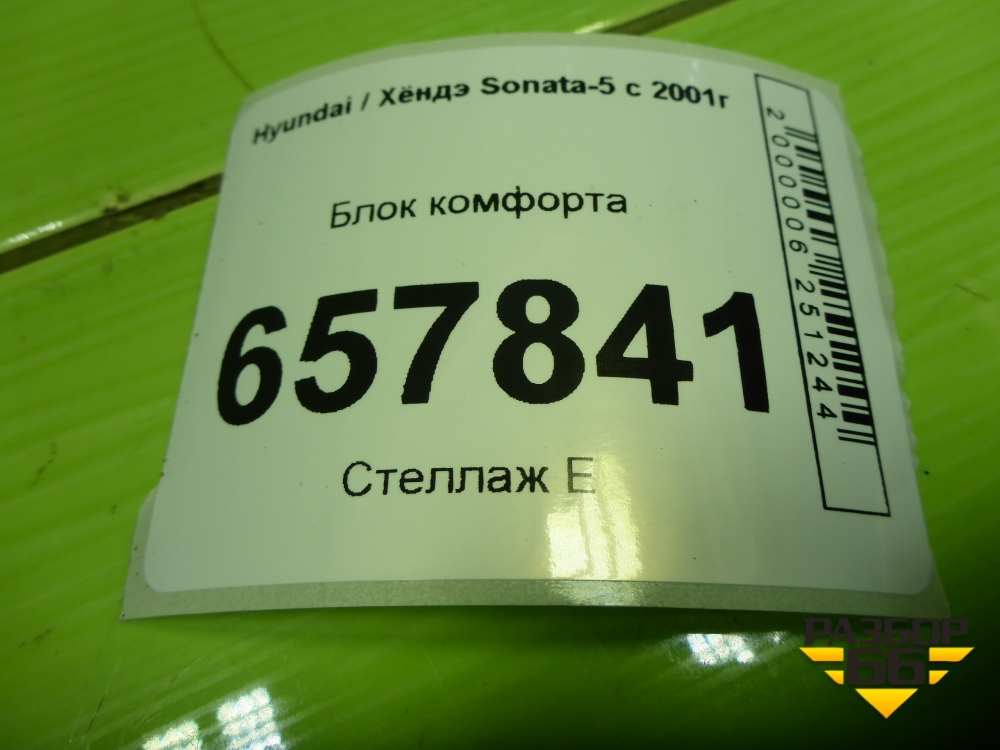 Hyundai / Хёндэ Sonata-5 с 2001г
Блок комфорта
657841
Стеллаж Е
2000006251244
РАЗБОР
66